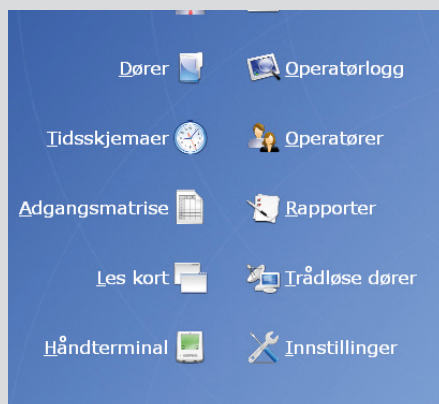 Dører Operatørlogg
Tidsskjemaer Operatører
Adgangsmatrise Rapporter
Les kort Trådløse dører
Håndterminal Innstillinger